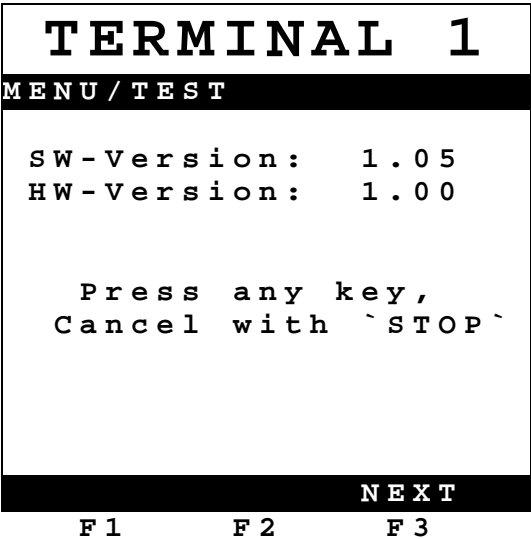 TERMINAL 1
MENU/TEST
SW-Version: 1.05
HW-Version: 1.00
Press any key,
Cancel with `STOP`
NEXT
F1 F2 F3